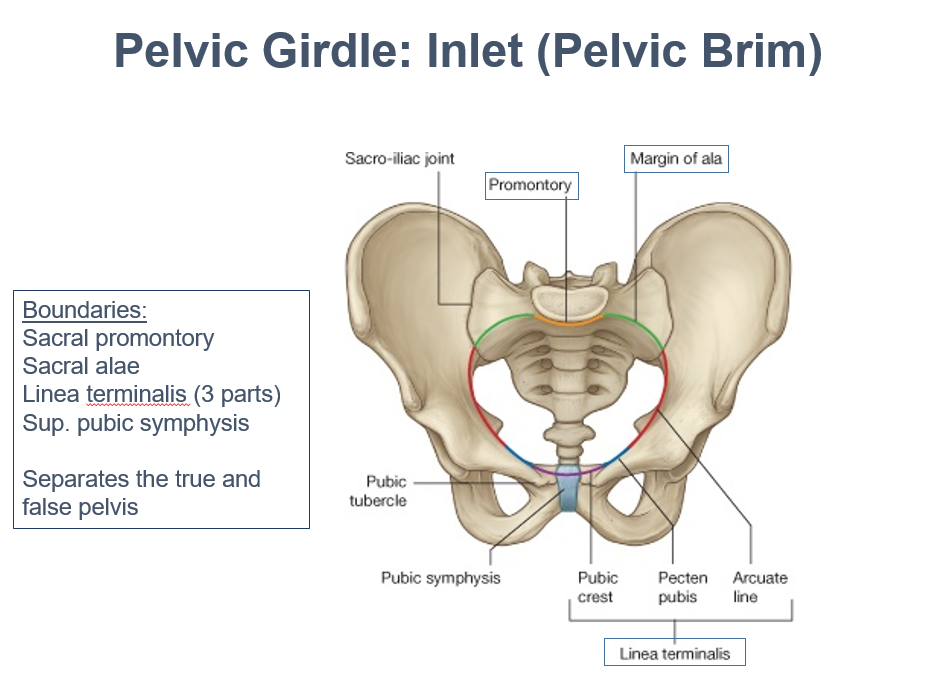 Pelvic Girdle: Inlet (Pelvic Brim)
Sacro-iliac joint
Margin of ala
Promontory
Boundaries:
Sacral promontory
Sacral alae
Linea terminalis (3 parts)
Sup. pubic symphysis
Separates the true and
false pelvis
Pubic
tubercle
Pubic symphysis
Pubic
crest
Pecten
pubis
Arcuate
line
Linea terminalis